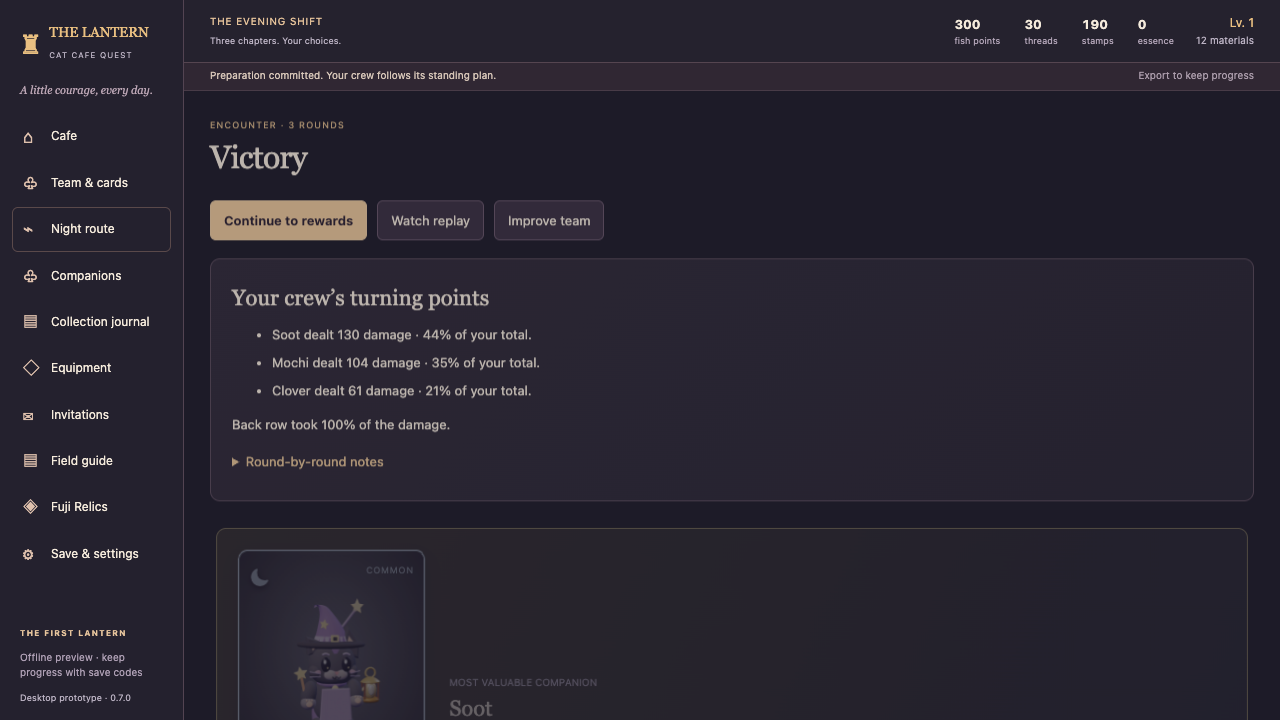 THE LANTERN
CAT CAFE QUEST
A little courage, every day.
Cafe
Team & cards
Night route
Companions
Collection journal
Equipment
Invitations
Field guide
Fuji Relics
Save & settings
THE FIRST LANTERN
Offline preview · keep
progress with save codes
Desktop prototype · 0.7.0
THE EVENING SHIFT
Three chapters. Your choices.
300
fish points
30
threads
190
stamps
0
essence
Lv. 1
12 materials
Preparation committed. Your crew follows its standing plan.
Export to keep progress
ENCOUNTER · 3 ROUNDS
Victory
Continue to rewards
Watch replay
Improve team
Your crew’s turning points
• Soot dealt 130 damage · 44% of your total.
• Mochi dealt 104 damage · 35% of your total.
• Clover dealt 61 damage · 21% of your total.
Back row took 100% of the damage.
Round-by-round notes
COMMON
MOST VALUABLE COMPANION
Soot